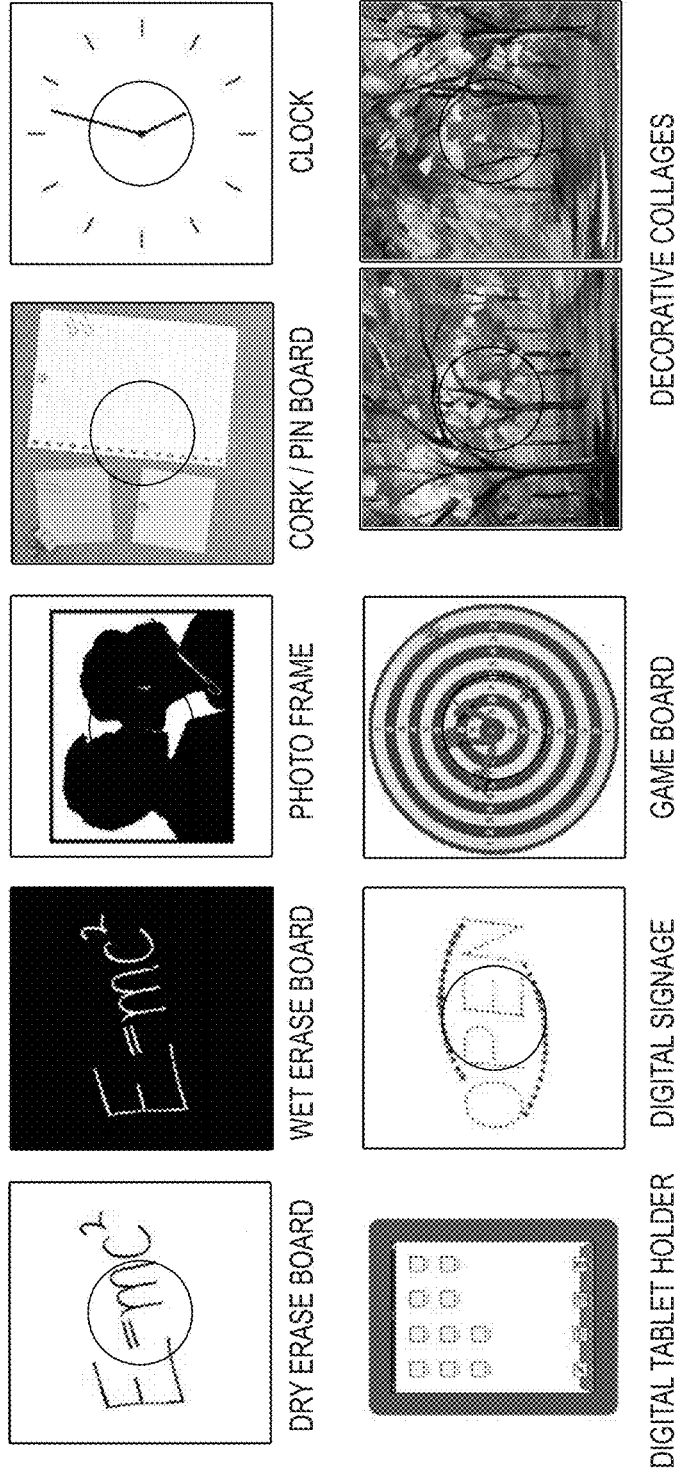 E=mc²
DRY ERASE BOARD
E=mc²
WET ERASE BOARD
PHOTO FRAME
CORK / PIN BOARD
CLOCK
DIGITAL TABLET HOLDER
OPEN
DIGITAL SIGNAGE
GAME BOARD
DECORATIVE COLLAGES